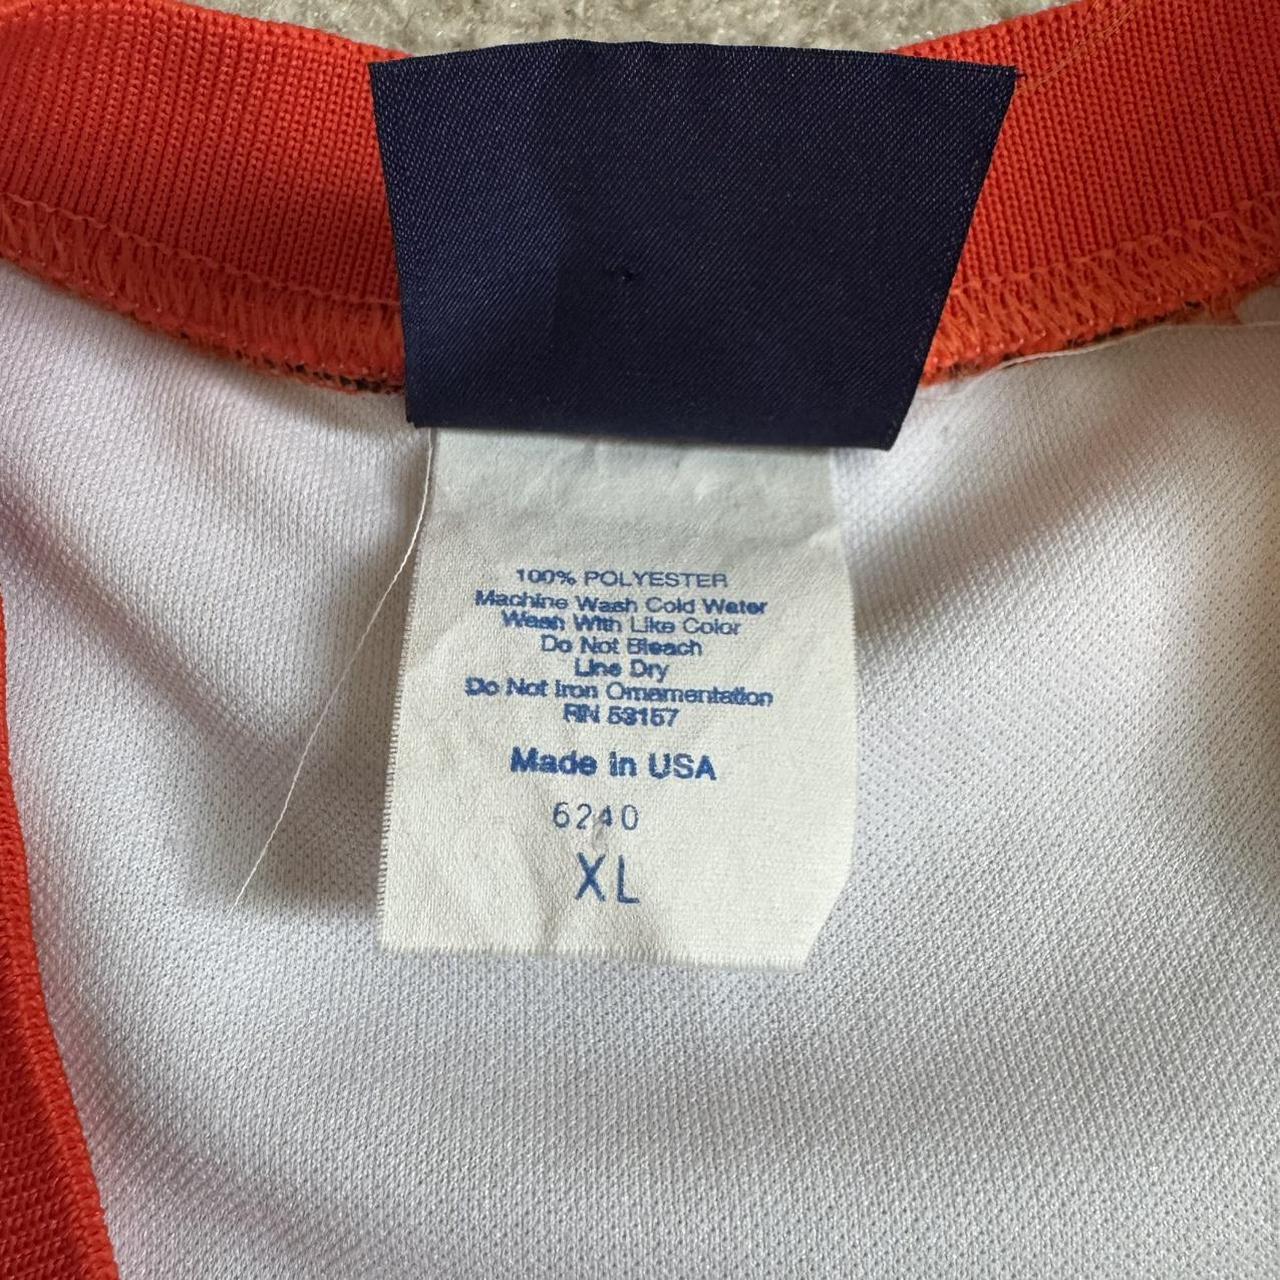 100% POLYESTER
Machine Wash Cold Water
Wash With Like Color
Do Not Bleach
Line Dry
Do Not Iron Ornamentation
RN 53157
Made in USA
6240
XL